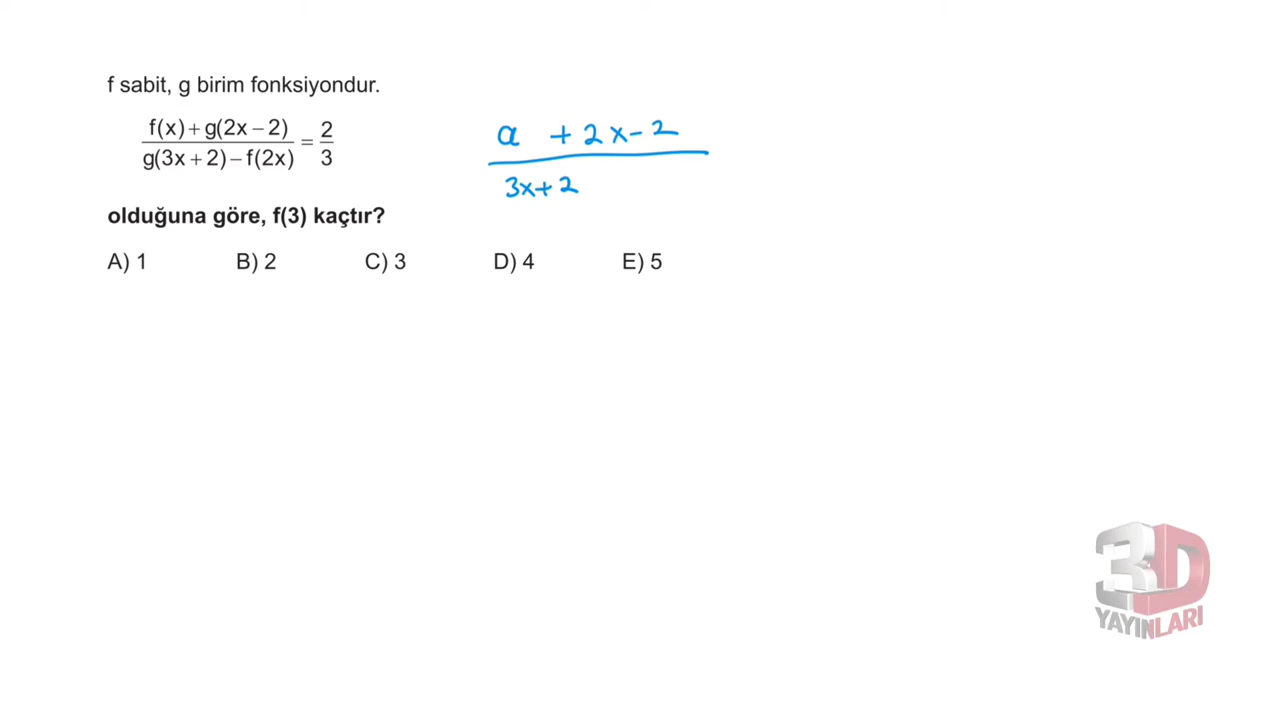 f sabit, g birim fonksiyondur.
f(x) + g(2x − 2) / g(3x + 2) − f(2x) = 2 / 3
a + 2x − 2
3x + 2
olduğuna göre, f(3) kaçtır?
A) 1 B) 2 C) 3 D) 4 E) 5
3D
YAYINLARI